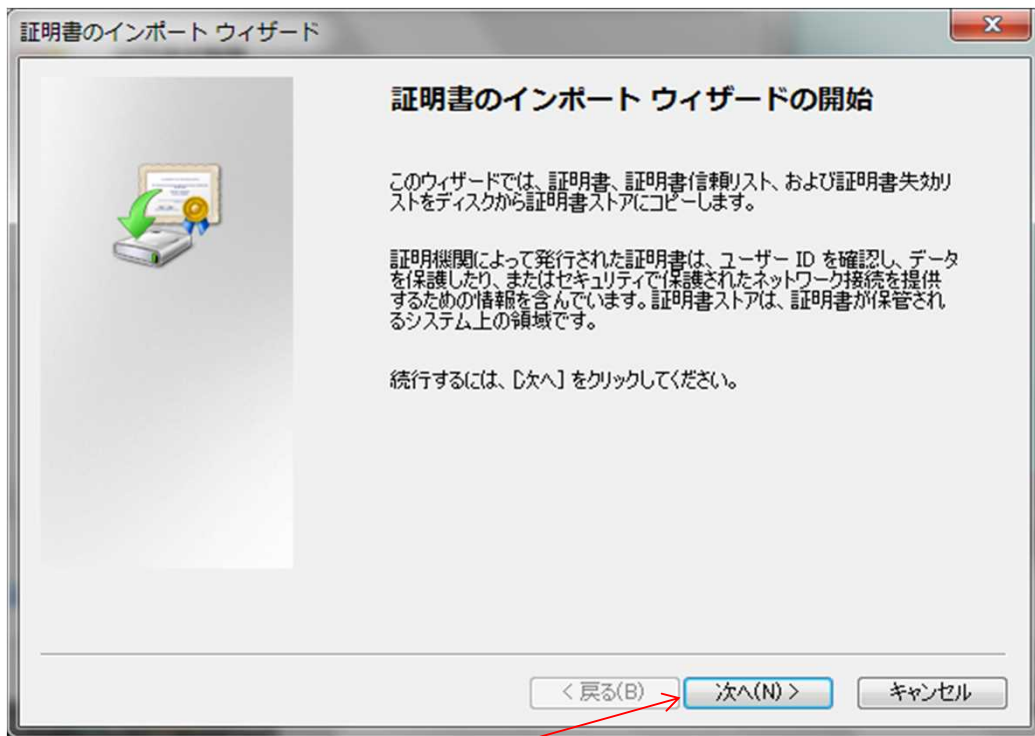 証明書のインポート ウィザード
証明書のインポート ウィザードの開始
このウィザードでは、証明書、証明書信頼リスト、および証明書失効リ
ストをディスクから証明書ストアにコピーします。
証明機関によって発行された証明書は、ユーザー ID を確認し、データ
を保護したり、またはセキュリティで保護されたネットワーク接続を提供
するための情報を含んでいます。証明書ストアは、証明書が保管され
るシステム上の領域です。
続行するには、[次へ] をクリックしてください。
< 戻る(B) 次へ(N) > キャンセル